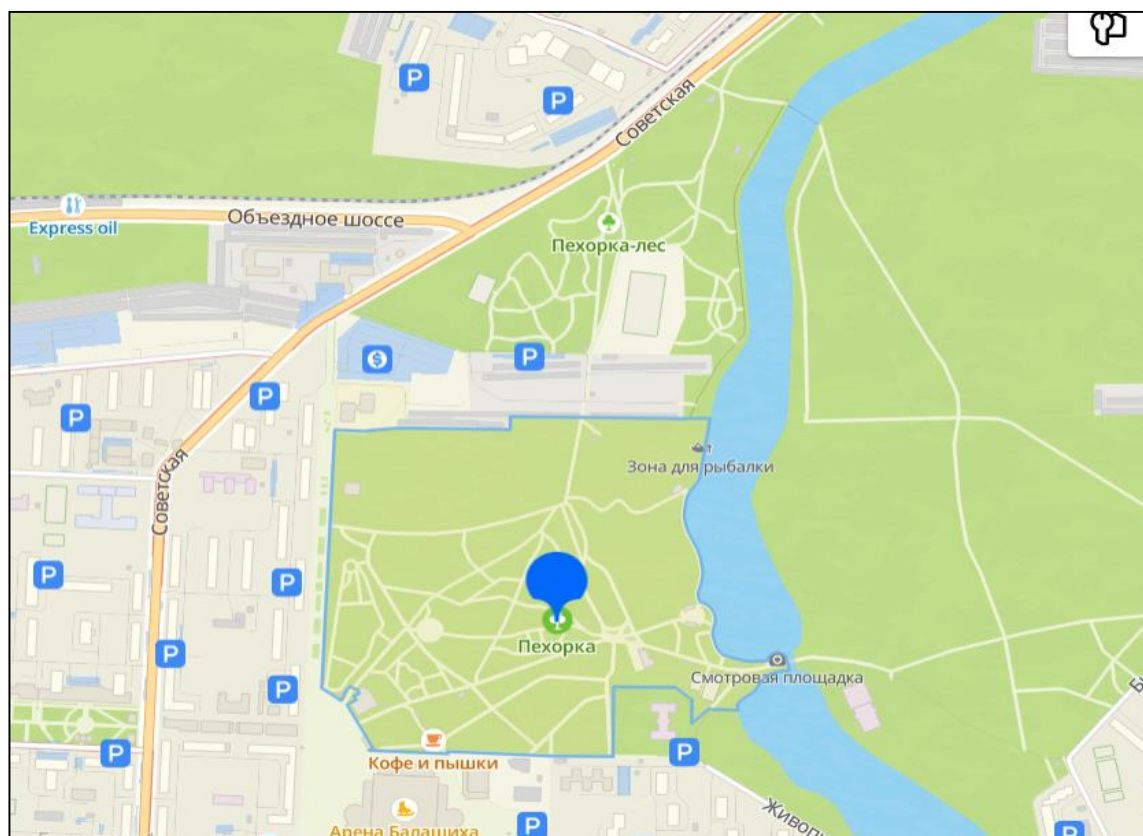 P
P
Советская
Express oil
Объездное шоссе
Пехорка-лес
P
$
P
P
Зона для рыбалки
Советская
P
P
Пехорка
P
Смотровая площадка
P
P
P
Кофе и пышки
Арена Балашиха
P
P